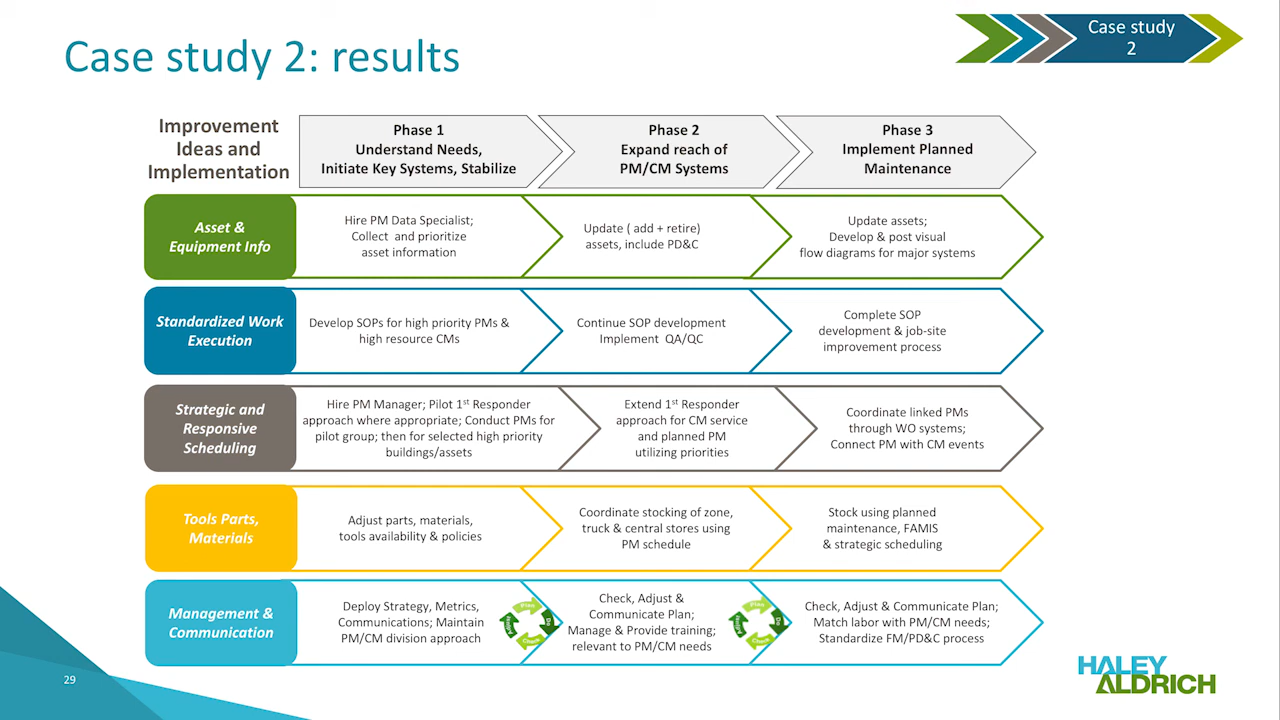 Case study 2: results
Case study
2
Improvement
Ideas and
Implementation
Phase 1
Understand Needs,
Initiate Key Systems, Stabilize
Phase 2
Expand reach of
PM/CM Systems
Phase 3
Implement Planned
Maintenance
Asset &
Equipment Info
Hire PM Data Specialist;
Collect and prioritize
asset information
Update ( add + retire)
assets, include PD&C
Update assets;
Develop & post visual
flow diagrams for major systems
Standardized Work
Execution
Develop SOPs for high priority PMs &
high resource CMs
Continue SOP development
Implement QA/QC
Complete SOP
development & job-site
improvement process
Strategic and
Responsive
Scheduling
Hire PM Manager; Pilot 1st Responder
approach where appropriate; Conduct PMs for
pilot group; then for selected high priority
buildings/assets
Extend 1st Responder
approach for CM service
and planned PM
utilizing priorities
Coordinate linked PMs
through WO systems;
Connect PM with CM events
Tools Parts,
Materials
Adjust parts, materials,
tools availability & policies
Coordinate stocking of zone,
truck & central stores using
PM schedule
Stock using planned
maintenance, FAMIS
& strategic scheduling
Management &
Communication
Deploy Strategy, Metrics,
Communications; Maintain
PM/CM division approach
Plan
Do
Check
Adjust
Check, Adjust &
Communicate Plan;
Manage & Provide training;
relevant to PM/CM needs
Plan
Do
Check
Adjust
Check, Adjust & Communicate Plan;
Match labor with PM/CM needs;
Standardize FM/PD&C process
29
HALEY
ALDRICH